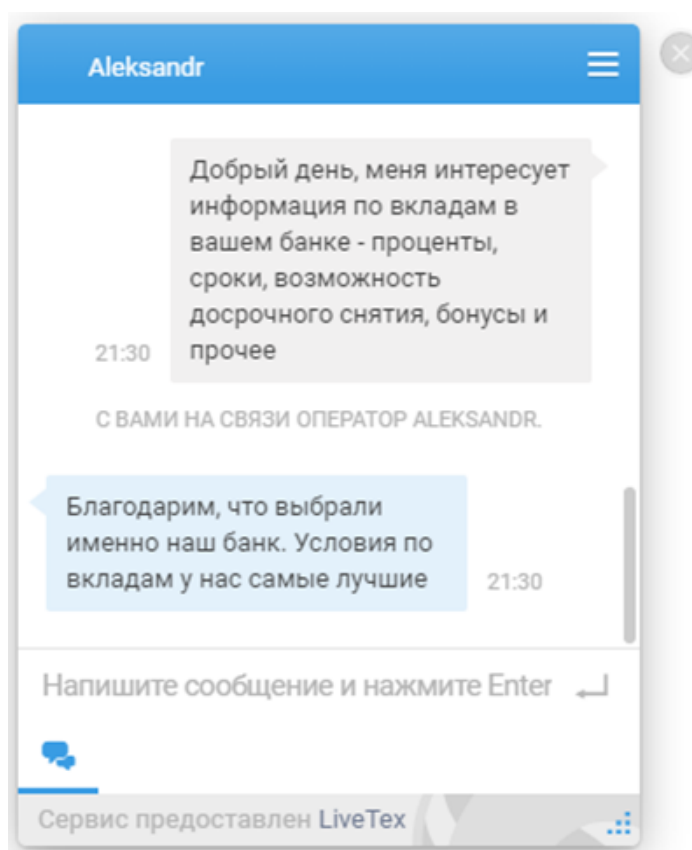 Aleksandr
Добрый день, меня интересует
информация по вкладам в
вашем банке - проценты,
сроки, возможность
досрочного снятия, бонусы и
прочее
21:30
С ВАМИ НА СВЯЗИ ОПЕРАТОР ALEKSANDR.
Благодарим, что выбрали
именно наш банк. Условия по
вкладам у нас самые лучшие
21:30
Напишите сообщение и нажмите Enter
Сервис предоставлен LiveTex